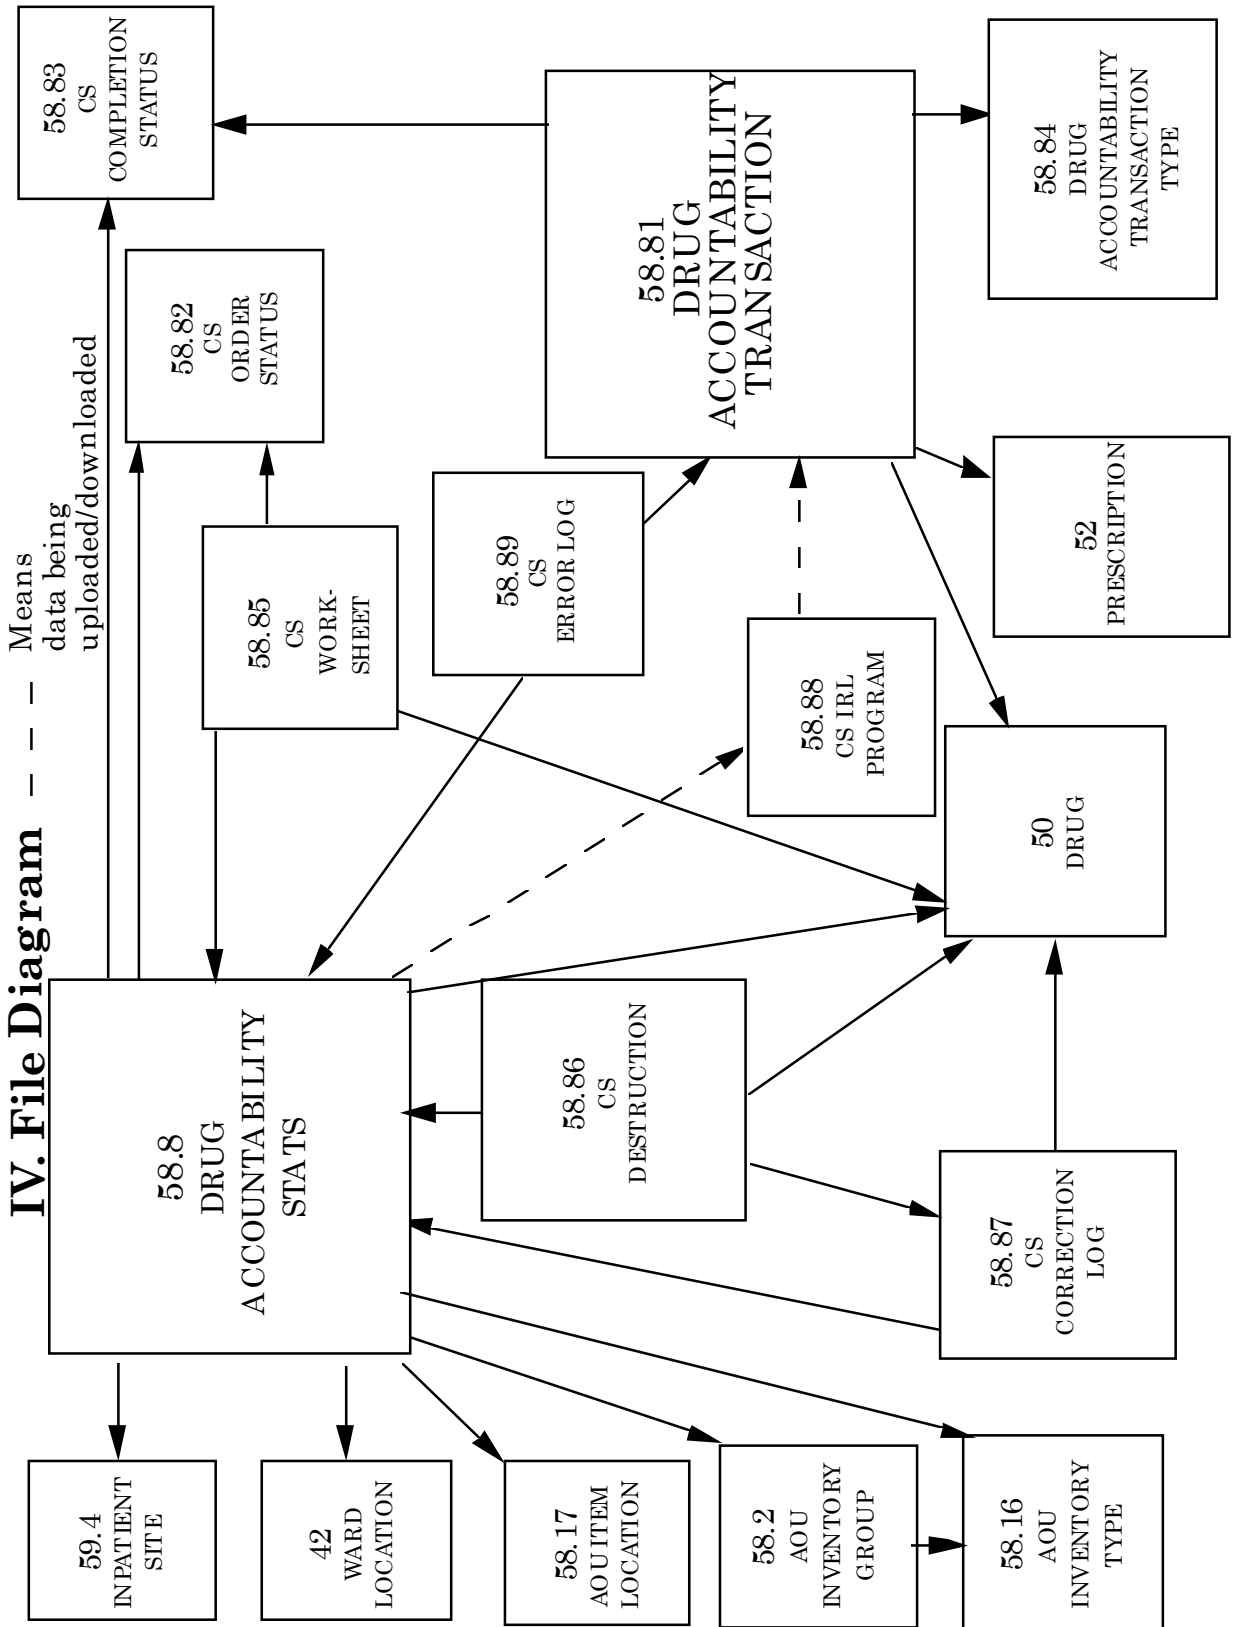 IV. File Diagram — — — Means
data being
uploaded/downloaded
59.4
INPATIENT
SITE
42
WARD
LOCATION
58.17
AOU ITEM
LOCATION
58.2
AOU
INVENTORY
GROUP
58.16
AOU
INVENTORY
TYPE
58.8
DRUG
ACCOUNTABILITY
STATS
58.86
CS
DESTRUCTION
58.87
CS
CORRECTION
LOG
58.85
CS
WORK-
SHEET
58.89
CS
ERROR LOG
58.88
CS IRL
PROGRAM
50
DRUG
58.83
CS
COMPLETION
STATUS
58.82
CS
ORDER
STATUS
58.81
DRUG
ACCOUNTABILITY
TRANSACTION
52
PRESCRIPTION
58.84
DRUG
ACCOUNTABILITY
TRANSACTION
TYPE